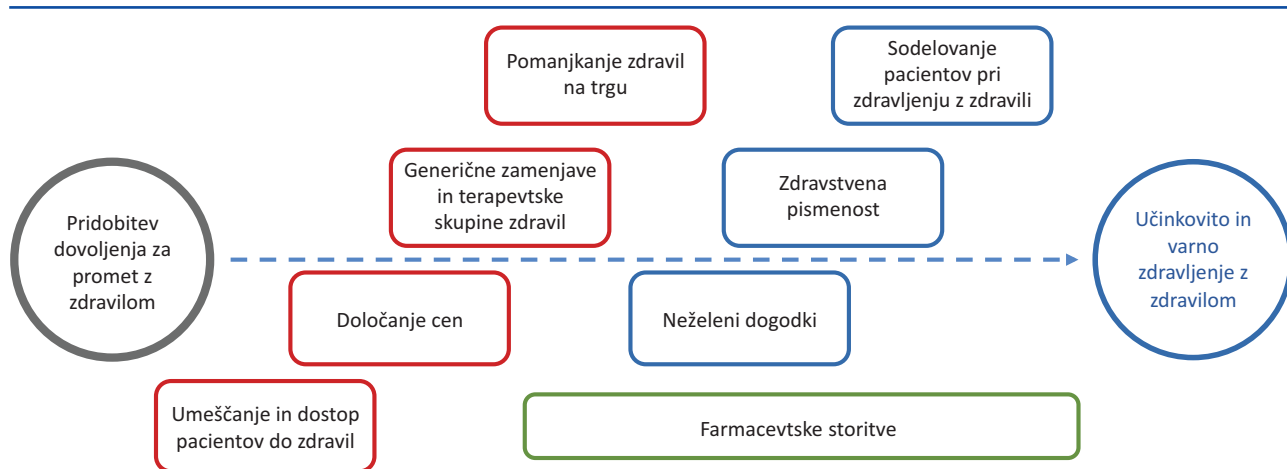 Pomanjkanje zdravil
na trgu
Sodelovanje
pacientov pri
zdravljenju z zdravili
Generične zamenjave
in terapevtske
skupine zdravil
Zdravstvena
pismenost
Pridobitev
dovoljenja za
promet z
zdravilom
Učinkovito in
varno
zdravljenje z
zdravilom
Določanje cen
Neželeni dogodki
Umeščanje in dostop
pacientov do zdravil
Farmacevtske storitve